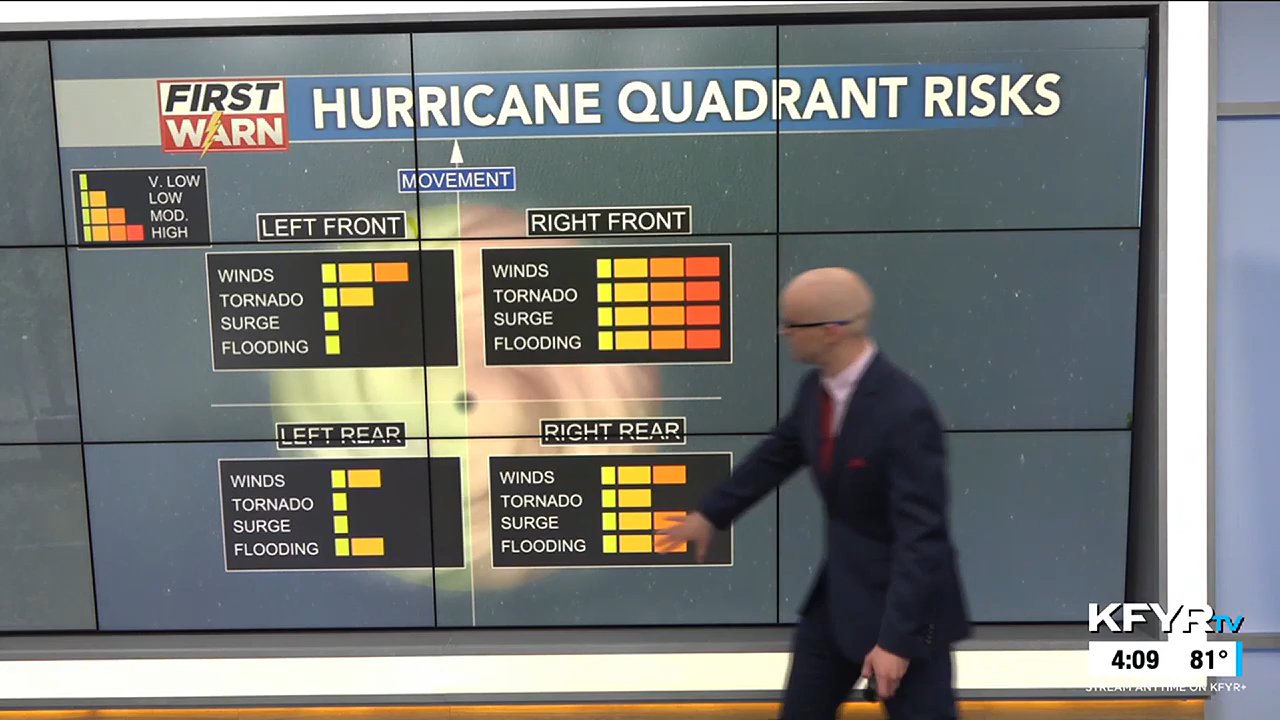 FIRST
WARN
HURRICANE QUADRANT RISKS
V. LOW
LOW
MOD.
HIGH
MOVEMENT
LEFT FRONT
WINDS
TORNADO
SURGE
FLOODING
RIGHT FRONT
WINDS
TORNADO
SURGE
FLOODING
LEFT REAR
WINDS
TORNADO
SURGE
FLOODING
RIGHT REAR
WINDS
TORNADO
SURGE
FLOODING
KFYRTV
4:09 81°
STREAM ANYTIME ON KFYR+